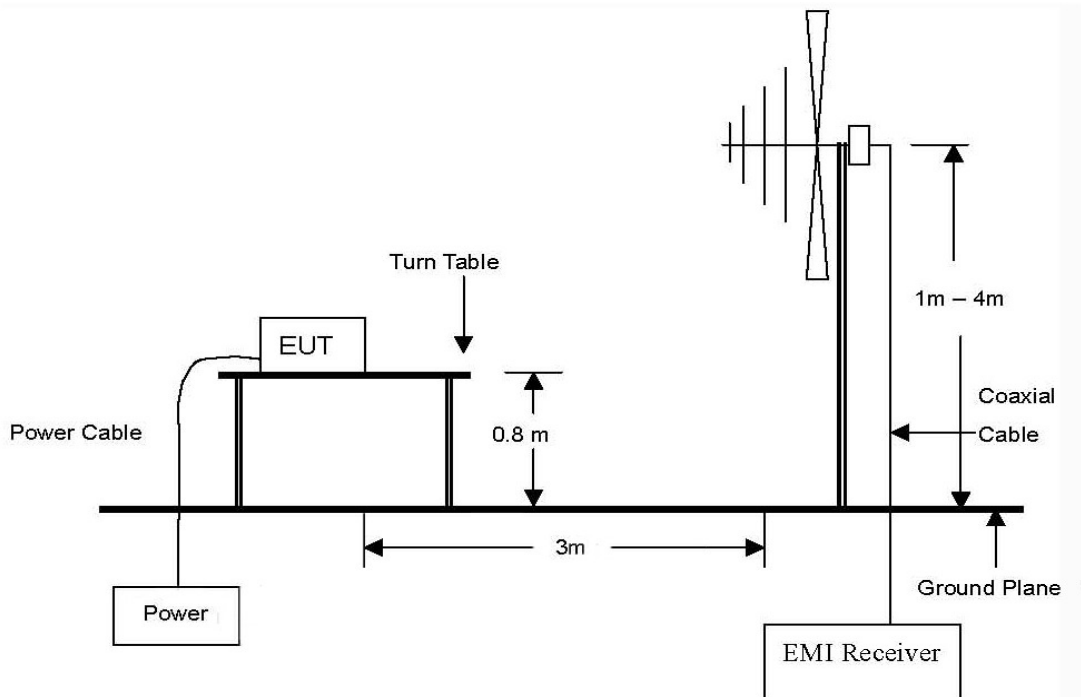 Turn Table
1m – 4m
EUT
Coaxial
Cable
Power Cable
0.8 m
3m
Ground Plane
Power
EMI Receiver